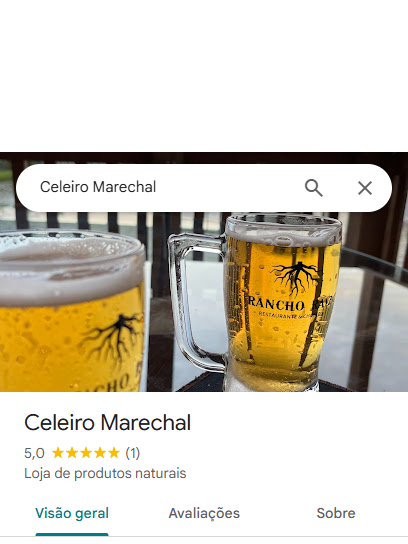 Celeiro Marechal
RANCHO
RESTAURANTE
RANCHO
Celeiro Marechal
5,0 (1)
Loja de produtos naturais
Visão geral Avaliações Sobre